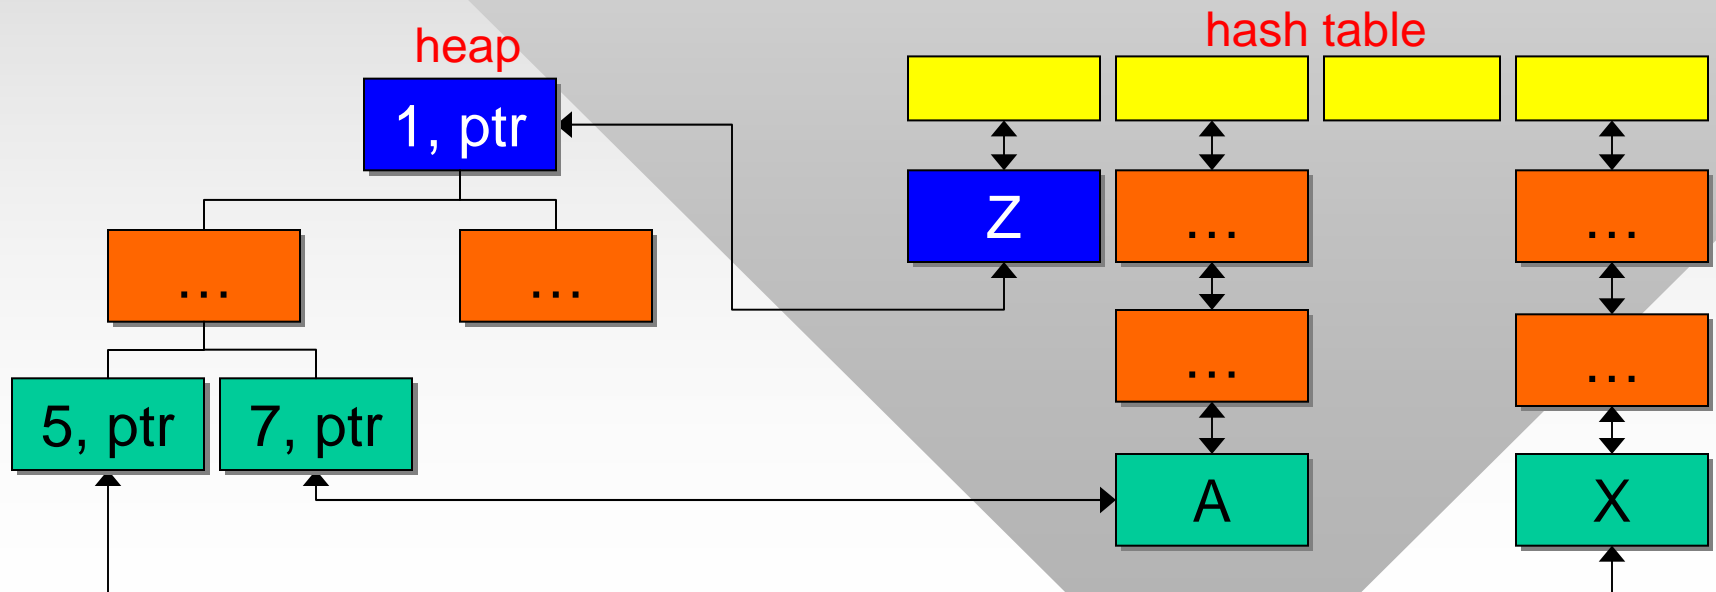 heap
hash table
1, ptr
Z
...
...
...
...
...
...
5, ptr
7, ptr
A
X